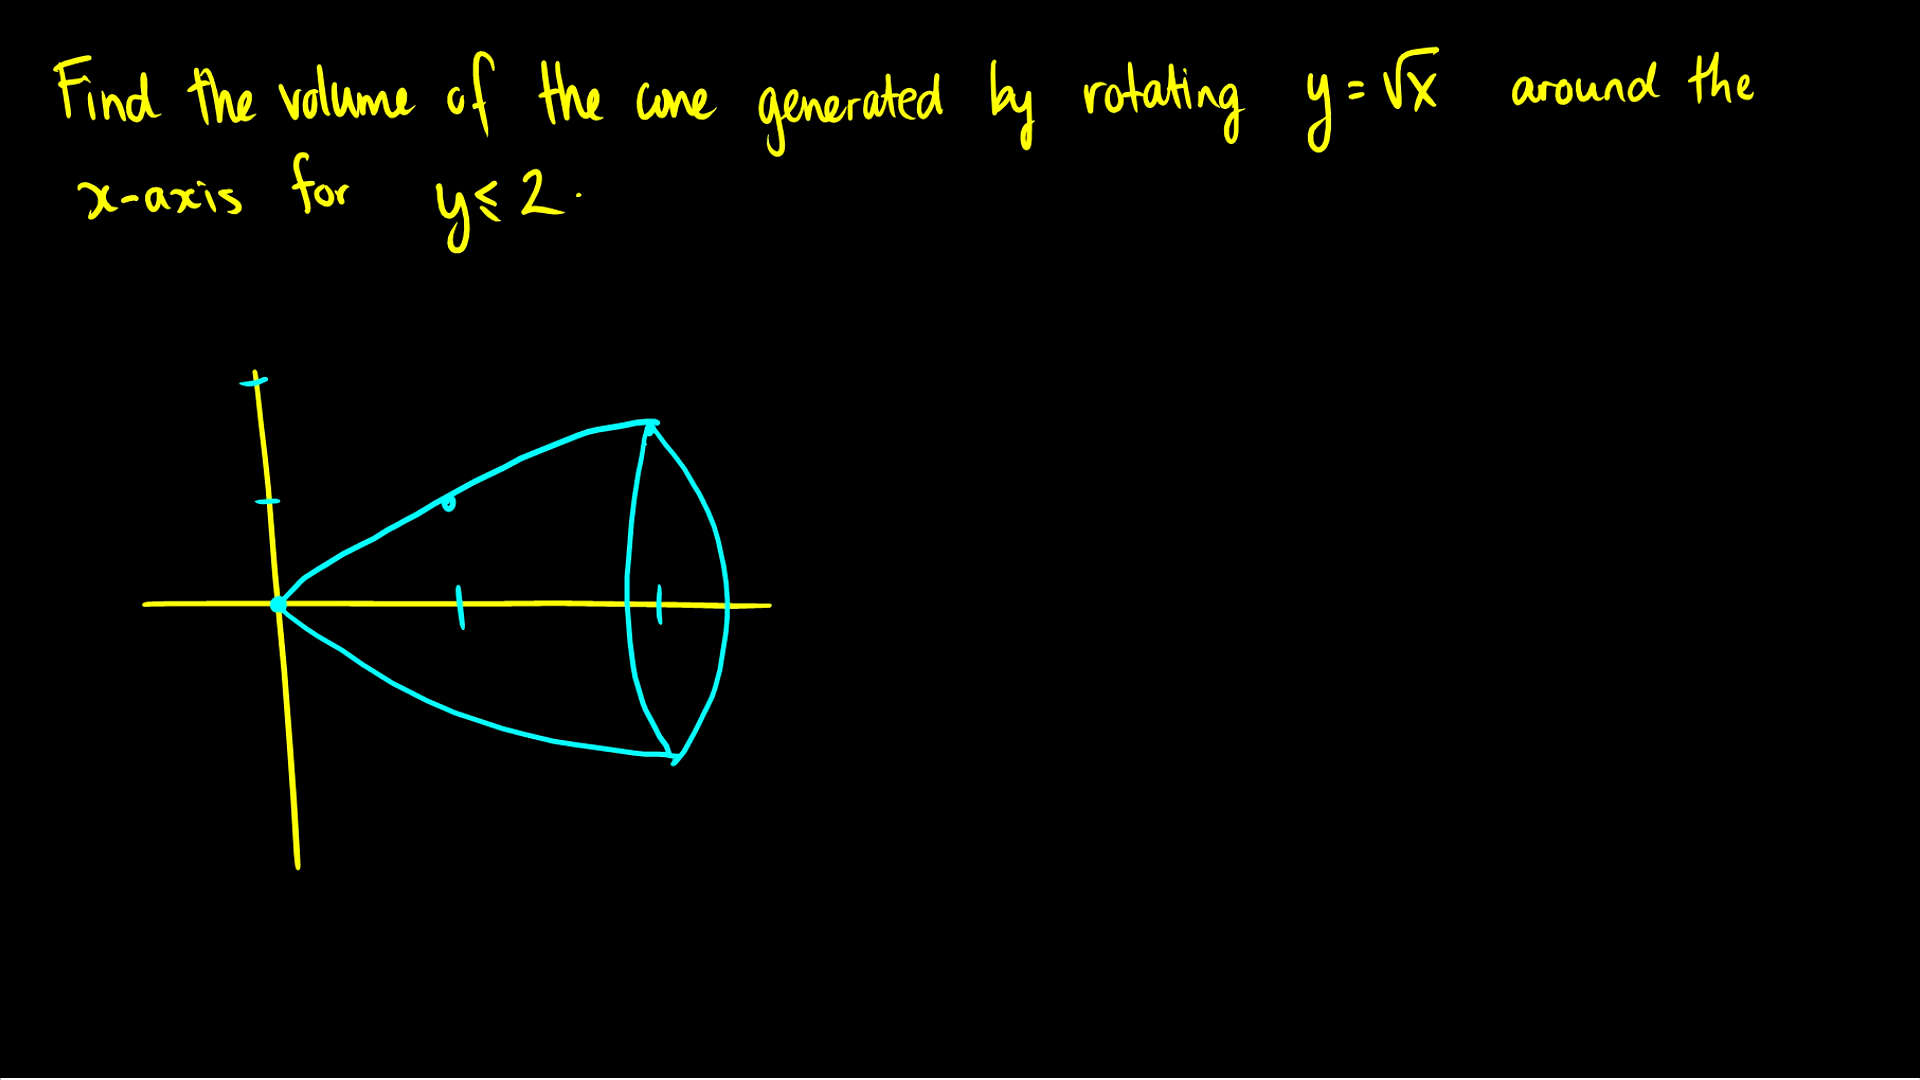 Find the volume of the cone generated by rotating y=√x around the
x-axis for y≤2.